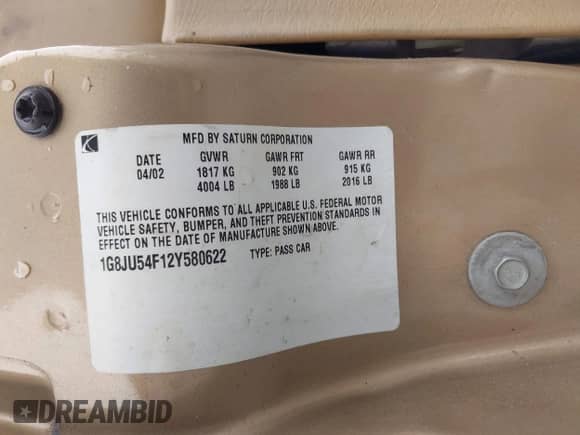 MFD BY SATURN CORPORATION
DATE GVWR GAWR FRT GAWR RR
04/02 1817 KG 902 KG 915 KG
4004 LB 1988 LB 2016 LB
THIS VEHICLE CONFORMS TO ALL APPLICABLE U.S. FEDERAL MOTOR
VEHICLE SAFETY, BUMPER, AND THEFT PREVENTION STANDARDS IN
EFFECT ON THE DATE OF MANUFACTURE SHOWN ABOVE.
1G8JU54F12Y580622 TYPE: PASS CAR
DREAMBID